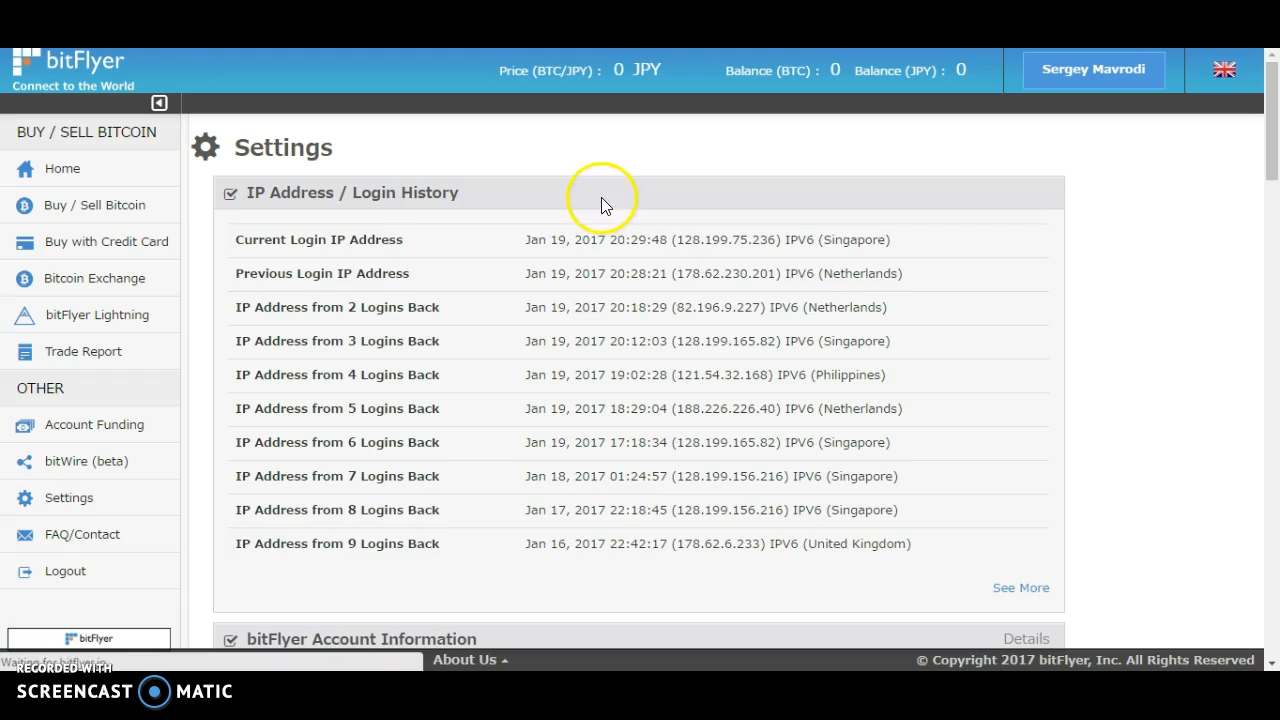 bitFlyer
Connect to the World
Price (BTC/JPY) : 0 JPY
Balance (BTC) : 0 Balance (JPY) : 0
Sergey Mavrodi
BUY / SELL BITCOIN
Home
Buy / Sell Bitcoin
Buy with Credit Card
Bitcoin Exchange
bitFlyer Lightning
Trade Report
OTHER
Account Funding
bitWire (beta)
Settings
FAQ/Contact
Logout
bitFlyer
Settings
IP Address / Login History
Current Login IP Address Jan 19, 2017 20:29:48 (128.199.75.236) IPV6 (Singapore)
Previous Login IP Address Jan 19, 2017 20:28:21 (178.62.230.201) IPV6 (Netherlands)
IP Address from 2 Logins Back Jan 19, 2017 20:18:29 (82.196.9.227) IPV6 (Netherlands)
IP Address from 3 Logins Back Jan 19, 2017 20:12:03 (128.199.165.82) IPV6 (Singapore)
IP Address from 4 Logins Back Jan 19, 2017 19:02:28 (121.54.32.168) IPV6 (Philippines)
IP Address from 5 Logins Back Jan 19, 2017 18:29:04 (188.226.226.40) IPV6 (Netherlands)
IP Address from 6 Logins Back Jan 19, 2017 17:18:34 (128.199.165.82) IPV6 (Singapore)
IP Address from 7 Logins Back Jan 18, 2017 01:24:57 (128.199.156.216) IPV6 (Singapore)
IP Address from 8 Logins Back Jan 17, 2017 22:18:45 (128.199.156.216) IPV6 (Singapore)
IP Address from 9 Logins Back Jan 16, 2017 22:42:17 (178.62.6.233) IPV6 (United Kingdom)
See More
bitFlyer Account Information Details
About Us
© Copyright 2017 bitFlyer, Inc. All Rights Reserved
Waiting for bitflyer.jp...
RECORDED WITH
SCREENCAST MATIC